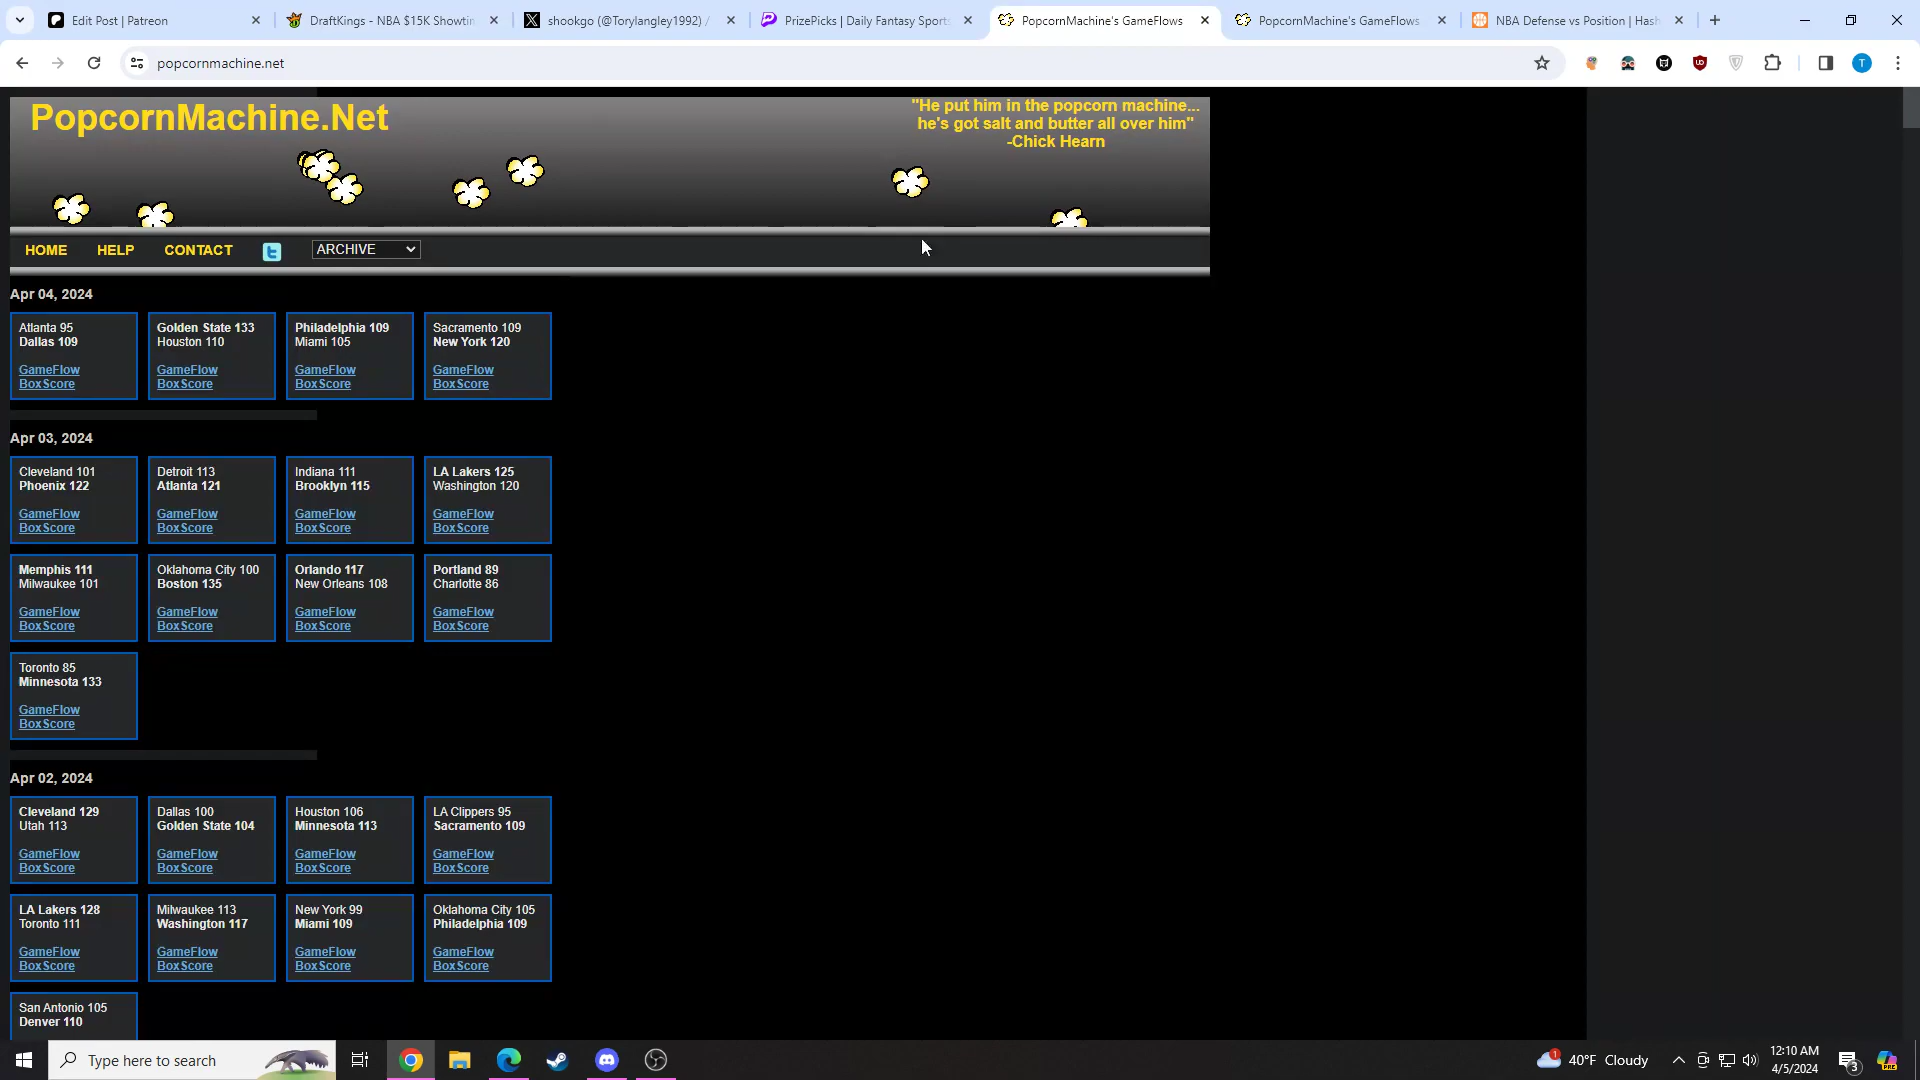 Edit Post | Patreon
DraftKings - NBA $15K Showtin
shookgo (@Torylangley1992) /
PrizePicks | Daily Fantasy Sports
PopcornMachine's GameFlows
PopcornMachine's GameFlows
NBA Defense vs Position | Hash
popcornmachine.net
T
PopcornMachine.Net
"He put him in the popcorn machine...
he's got salt and butter all over him"
-Chick Hearn
HOME
HELP
CONTACT
ARCHIVE
Apr 04, 2024
Atlanta 95
Dallas 109
GameFlow
BoxScore
Golden State 133
Houston 110
GameFlow
BoxScore
Philadelphia 109
Miami 105
GameFlow
BoxScore
Sacramento 109
New York 120
GameFlow
BoxScore
Apr 03, 2024
Cleveland 101
Phoenix 122
GameFlow
BoxScore
Detroit 113
Atlanta 121
GameFlow
BoxScore
Indiana 111
Brooklyn 115
GameFlow
BoxScore
LA Lakers 125
Washington 120
GameFlow
BoxScore
Memphis 111
Milwaukee 101
GameFlow
BoxScore
Oklahoma City 100
Boston 135
GameFlow
BoxScore
Orlando 117
New Orleans 108
GameFlow
BoxScore
Portland 89
Charlotte 86
GameFlow
BoxScore
Toronto 85
Minnesota 133
GameFlow
BoxScore
Apr 02, 2024
Cleveland 129
Utah 113
GameFlow
BoxScore
Dallas 100
Golden State 104
GameFlow
BoxScore
Houston 106
Minnesota 113
GameFlow
BoxScore
LA Clippers 95
Sacramento 109
GameFlow
BoxScore
LA Lakers 128
Toronto 111
GameFlow
BoxScore
Milwaukee 113
Washington 117
GameFlow
BoxScore
New York 99
Miami 109
GameFlow
BoxScore
Oklahoma City 105
Philadelphia 109
GameFlow
BoxScore
San Antonio 105
Denver 110
Type here to search
40°F Cloudy
12:10 AM
4/5/2024
3